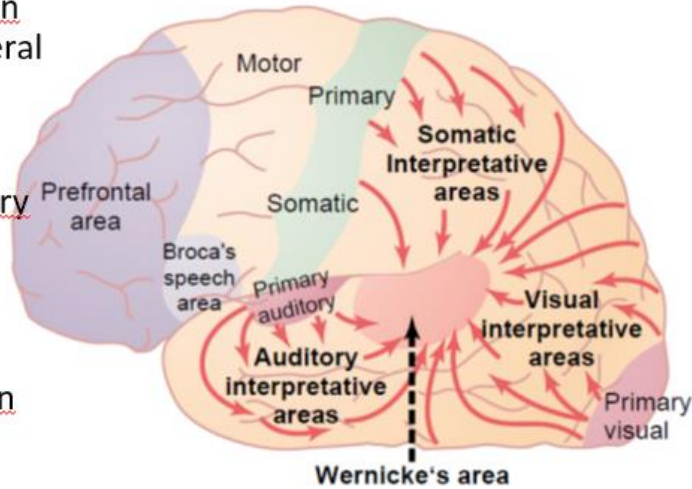 Motor
Primary
Somatic
Interpretative
areas
Prefrontal
area
Somatic
Broca's
speech
area
Primary
auditory
Visual
interpretative
areas
Auditory
interpretative
areas
Primary
visual
Wernicke's area